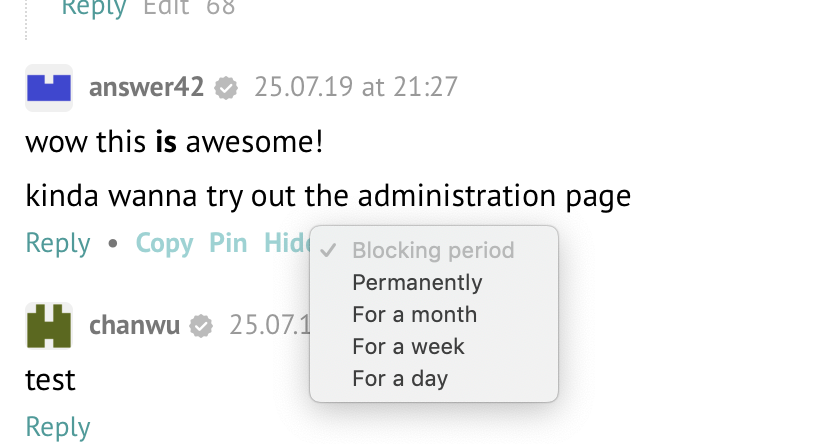 Reply Edit 68
answer42 25.07.19 at 21:27
wow this is awesome!
kinda wanna try out the administration page
Reply • Copy Pin Hide
Blocking period
Permanently
For a month
For a week
For a day
chanwu 25.07.1
test
Reply